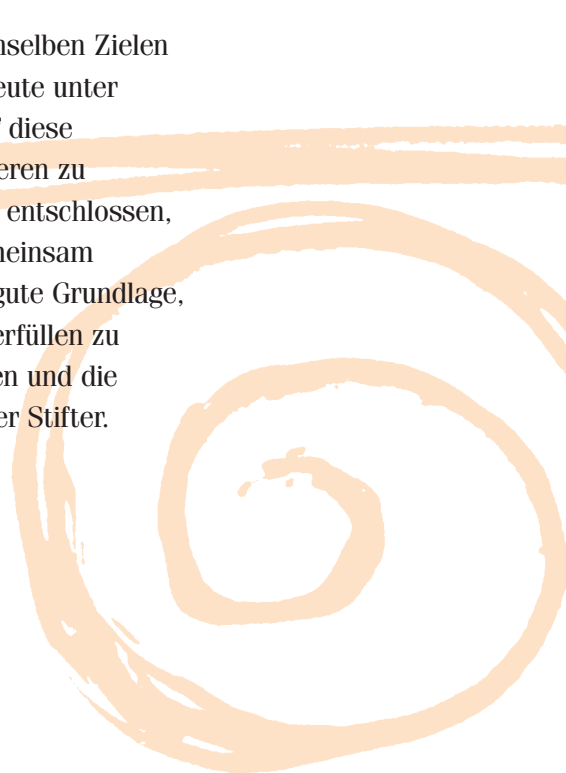 nselben Zielen
eute unter
diese
eren zu
entschlossen,
neinsam
gute Grundlage,
erfüllen zu
en und die
er Stifter.